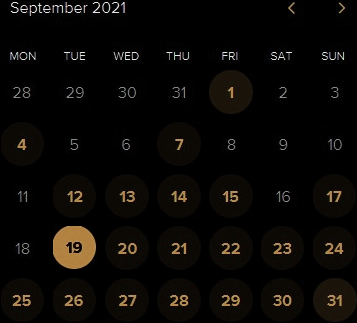 September 2021 < >
MON TUE WED THU FRI SAT SUN
28 29 30 31 1 2 3
4 5 6 7 8 9 10
11 12 13 14 15 16 17
18 19 20 21 22 23 24
25 26 27 28 29 30 31